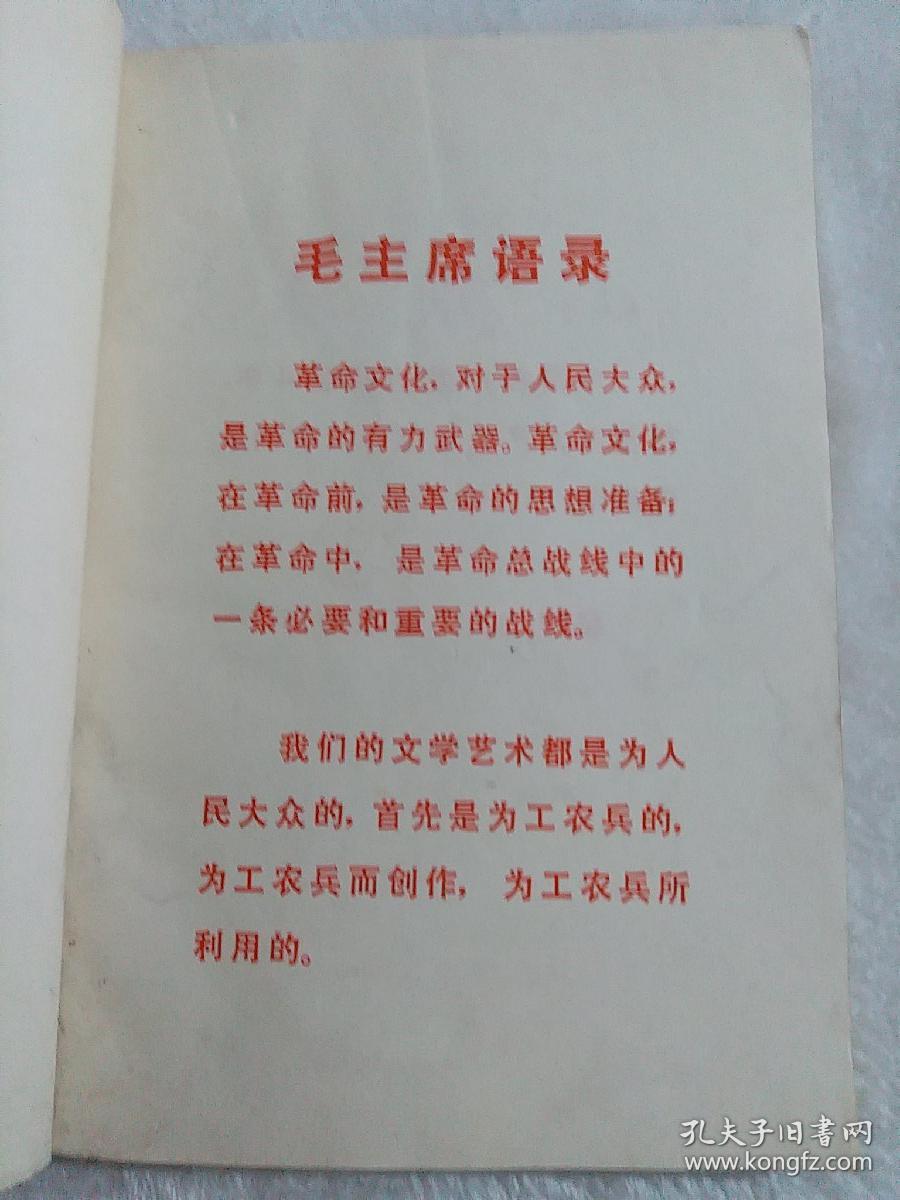 毛主席语录
革命文化，对于人民大众，
是革命的有力武器。革命文化，
在革命前，是革命的思想准备；
在革命中，是革命总战线中的
一条必要和重要的战线。
我们的文学艺术都是为人
民大众的，首先是为工农兵的，
为工农兵而创作，为工农兵所
利用的。
孔夫子旧書网
www.kongfz.com